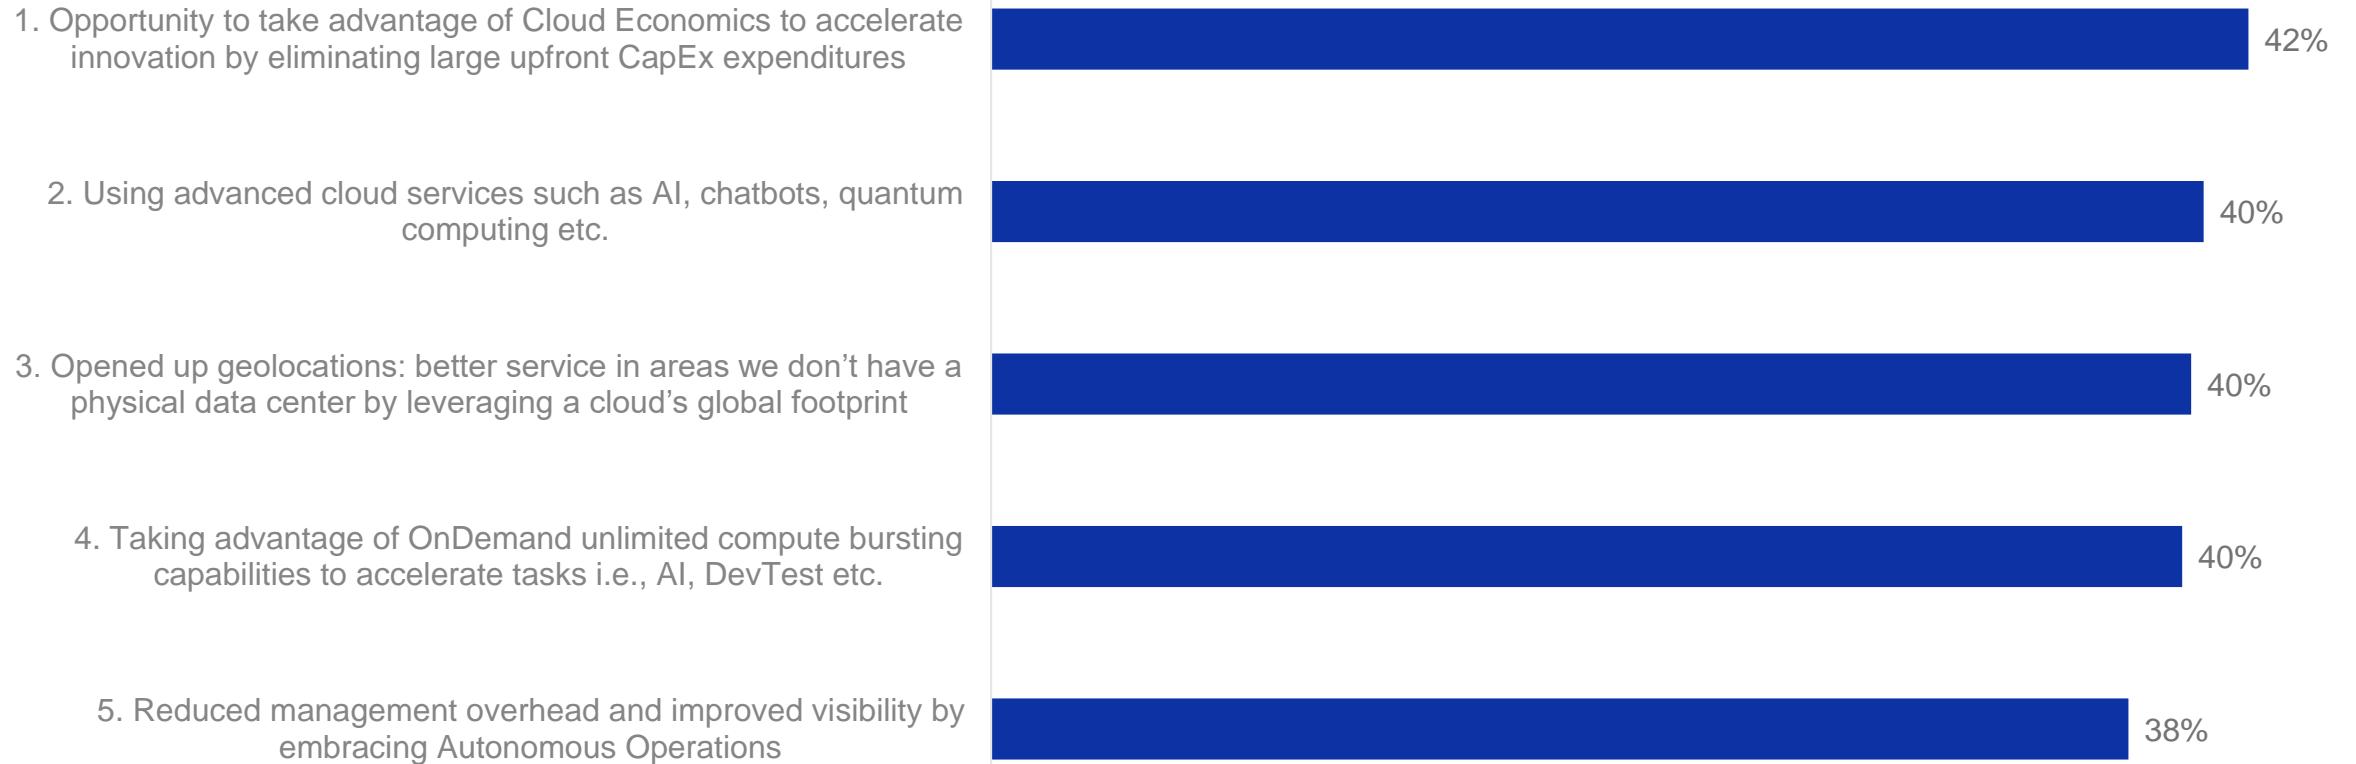 1. Opportunity to take advantage of Cloud Economics to accelerate
innovation by eliminating large upfront CapEx expenditures
42%
2. Using advanced cloud services such as AI, chatbots, quantum
computing etc.
40%
3. Opened up geolocations: better service in areas we don’t have a
physical data center by leveraging a cloud’s global footprint
40%
4. Taking advantage of OnDemand unlimited compute bursting
capabilities to accelerate tasks i.e., AI, DevTest etc.
40%
5. Reduced management overhead and improved visibility by
embracing Autonomous Operations
38%